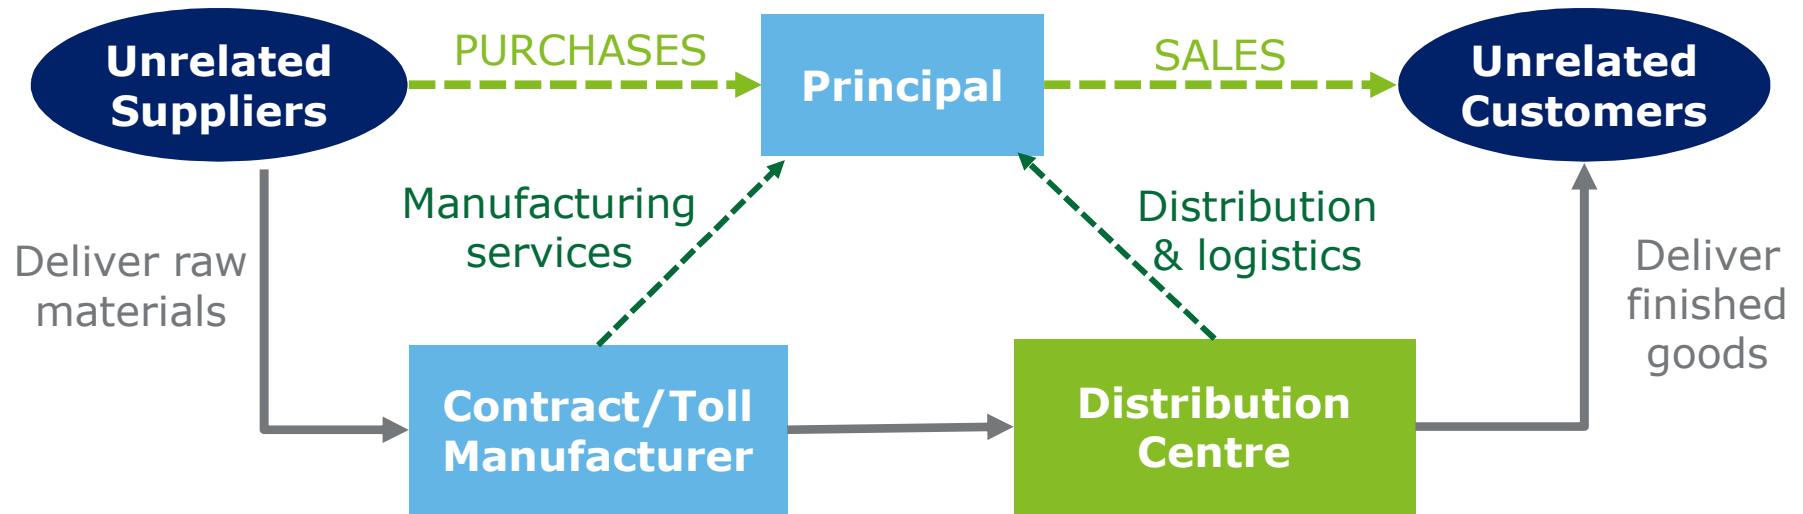 Unrelated
Suppliers
PURCHASES
Principal
SALES
Unrelated
Customers
Manufacturing
services
Distribution
& logistics
Deliver raw
materials
Deliver
finished
goods
Contract/Toll
Manufacturer
Distribution
Centre